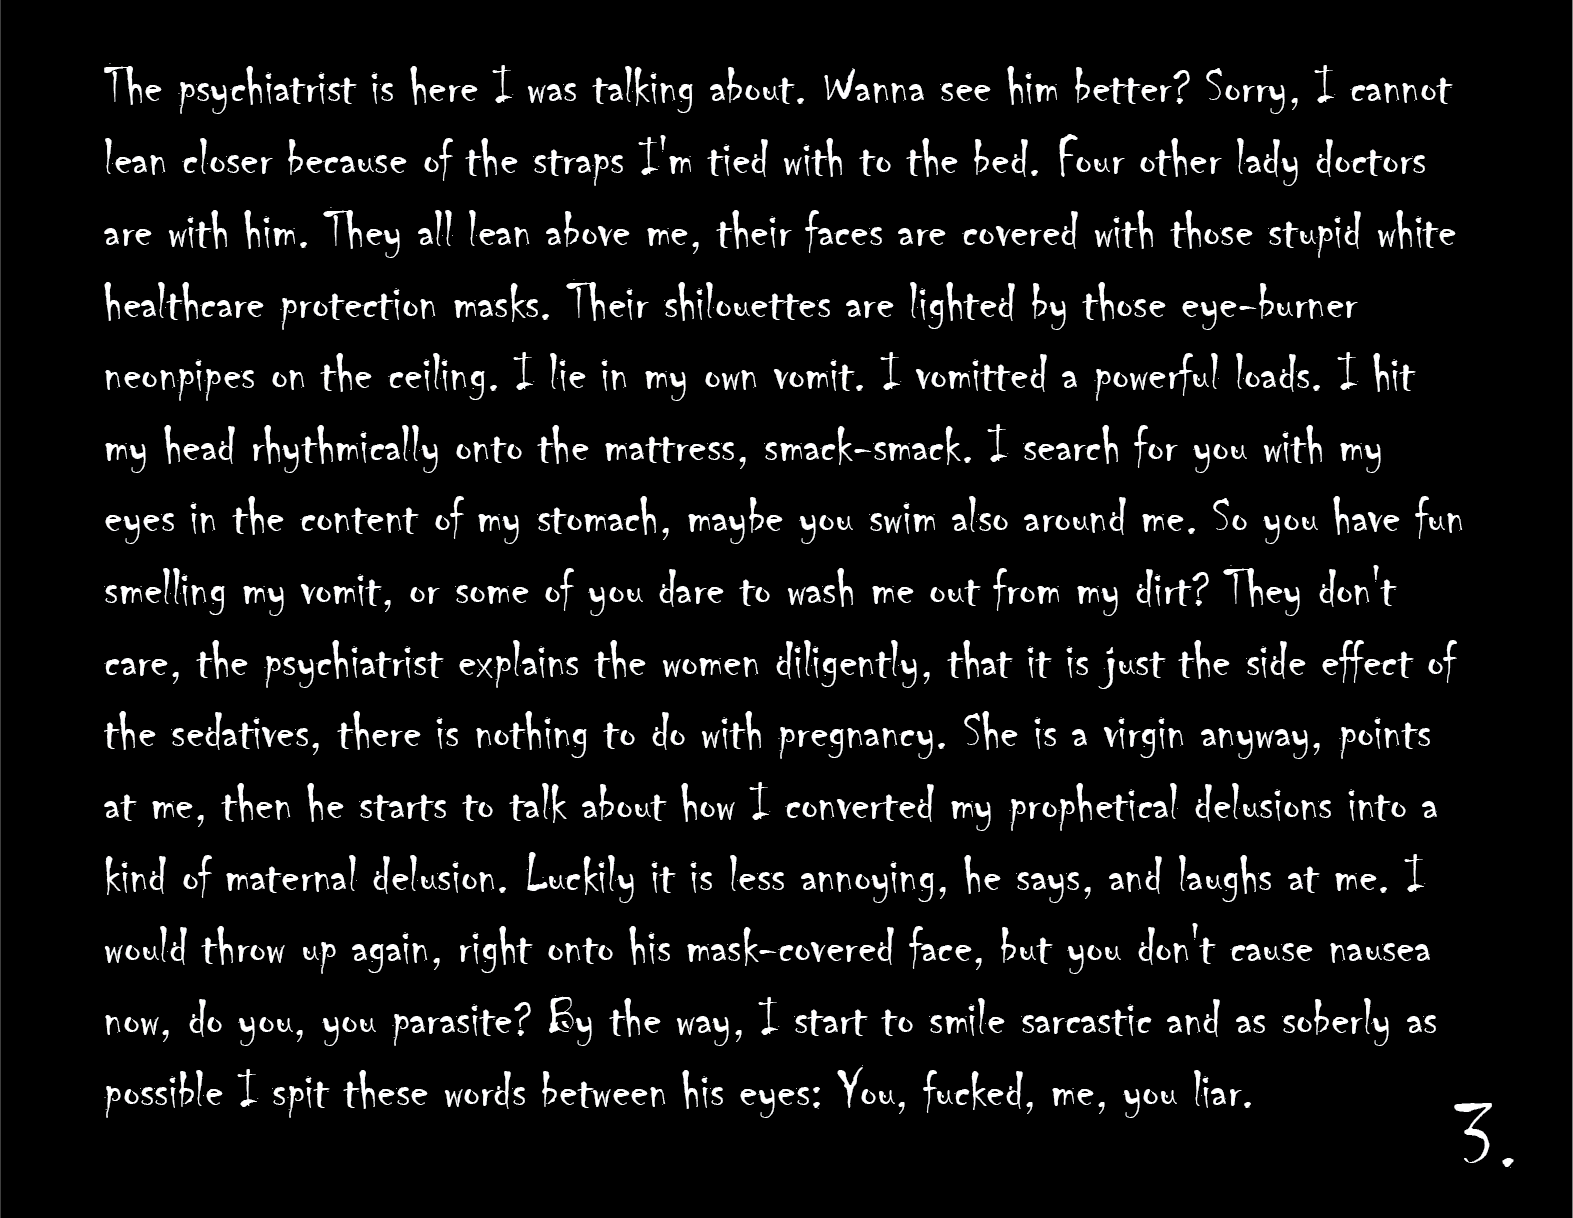 The psychiatrist is here I was talking about. Wanna see him better? Sorry, I cannot
lean closer because of the straps I'm tied with to the bed. Four other lady doctors
are with him. They all lean above me, their faces are covered with those stupid white
healthcare protection masks. Their shilouettes are lighted by those eye-burner
neonpipes on the ceiling. I lie in my own vomit. I vomitted a powerful loads. I hit
my head rhythmically onto the mattress, smack-smack. I search for you with my
eyes in the content of my stomach, maybe you swim also around me. So you have fun
smelling my vomit, or some of you dare to wash me out from my dirt? They don't
care, the psychiatrist explains the women diligently, that it is just the side effect of
the sedatives, there is nothing to do with pregnancy. She is a virgin anyway, points
at me, then he starts to talk about how I converted my prophetical delusions into a
kind of maternal delusion. Luckily it is less annoying, he says, and laughs at me. I
would throw up again, right onto his mask-covered face, but you don't cause nausea
now, do you, you parasite? By the way, I start to smile sarcastic and as soberly as
possible I spit these words between his eyes: You, fucked, me, you liar.
3.